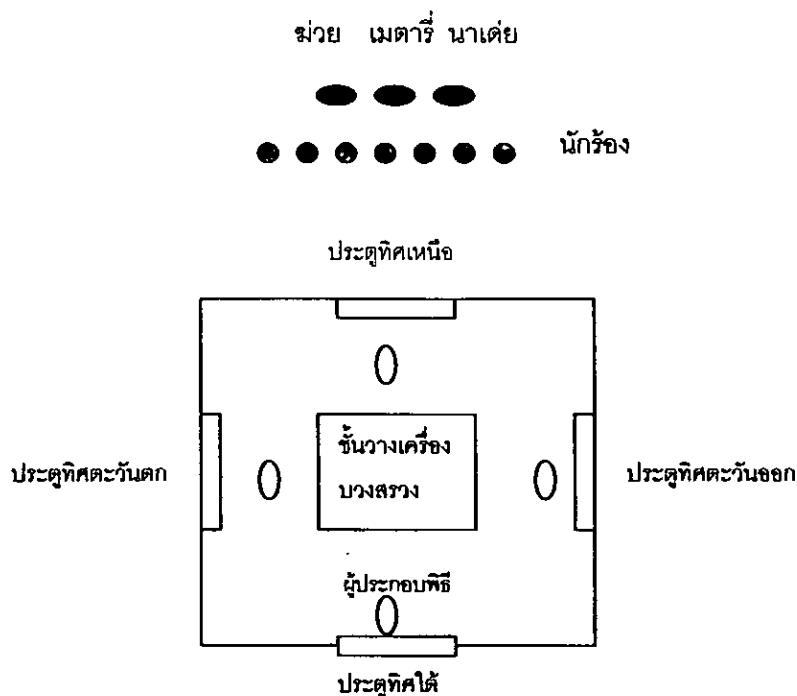 ฆ่วย เมตารี่ นาเด่ย
นักร้อง
ประตูทิศเหนือ
ชั้นวางเครื่อง
บวงสรวง
ประตูทิศตะวันตก
ประตูทิศตะวันออก
ผู้ประกอบพิธี
ประตูทิศใต้